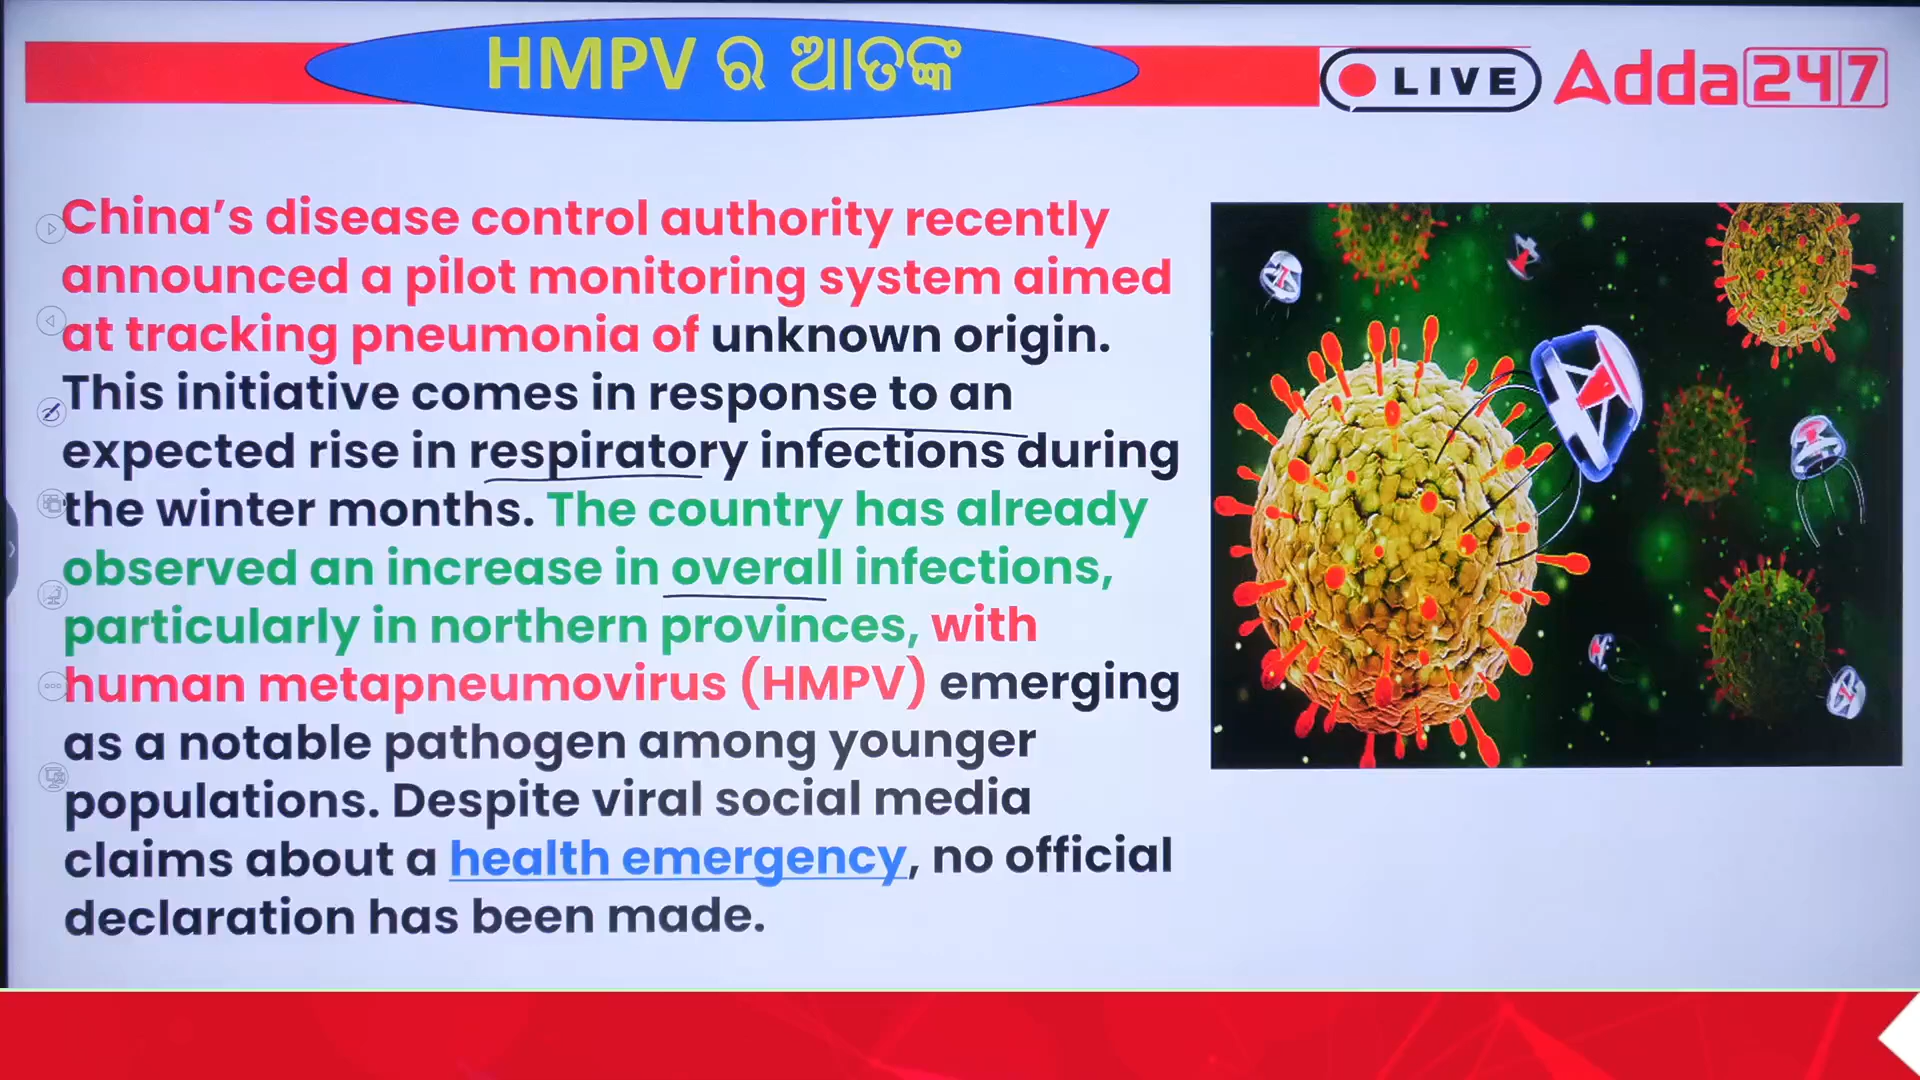 HMPV ର ଆତଙ୍କ
LIVE Adda247
China's disease control authority recently
announced a pilot monitoring system aimed
at tracking pneumonia of unknown origin.
This initiative comes in response to an
expected rise in respiratory infections during
the winter months. The country has already
observed an increase in overall infections,
particularly in northern provinces, with
human metapneumovirus (HMPV) emerging
as a notable pathogen among younger
populations. Despite viral social media
claims about a health emergency, no official
declaration has been made.